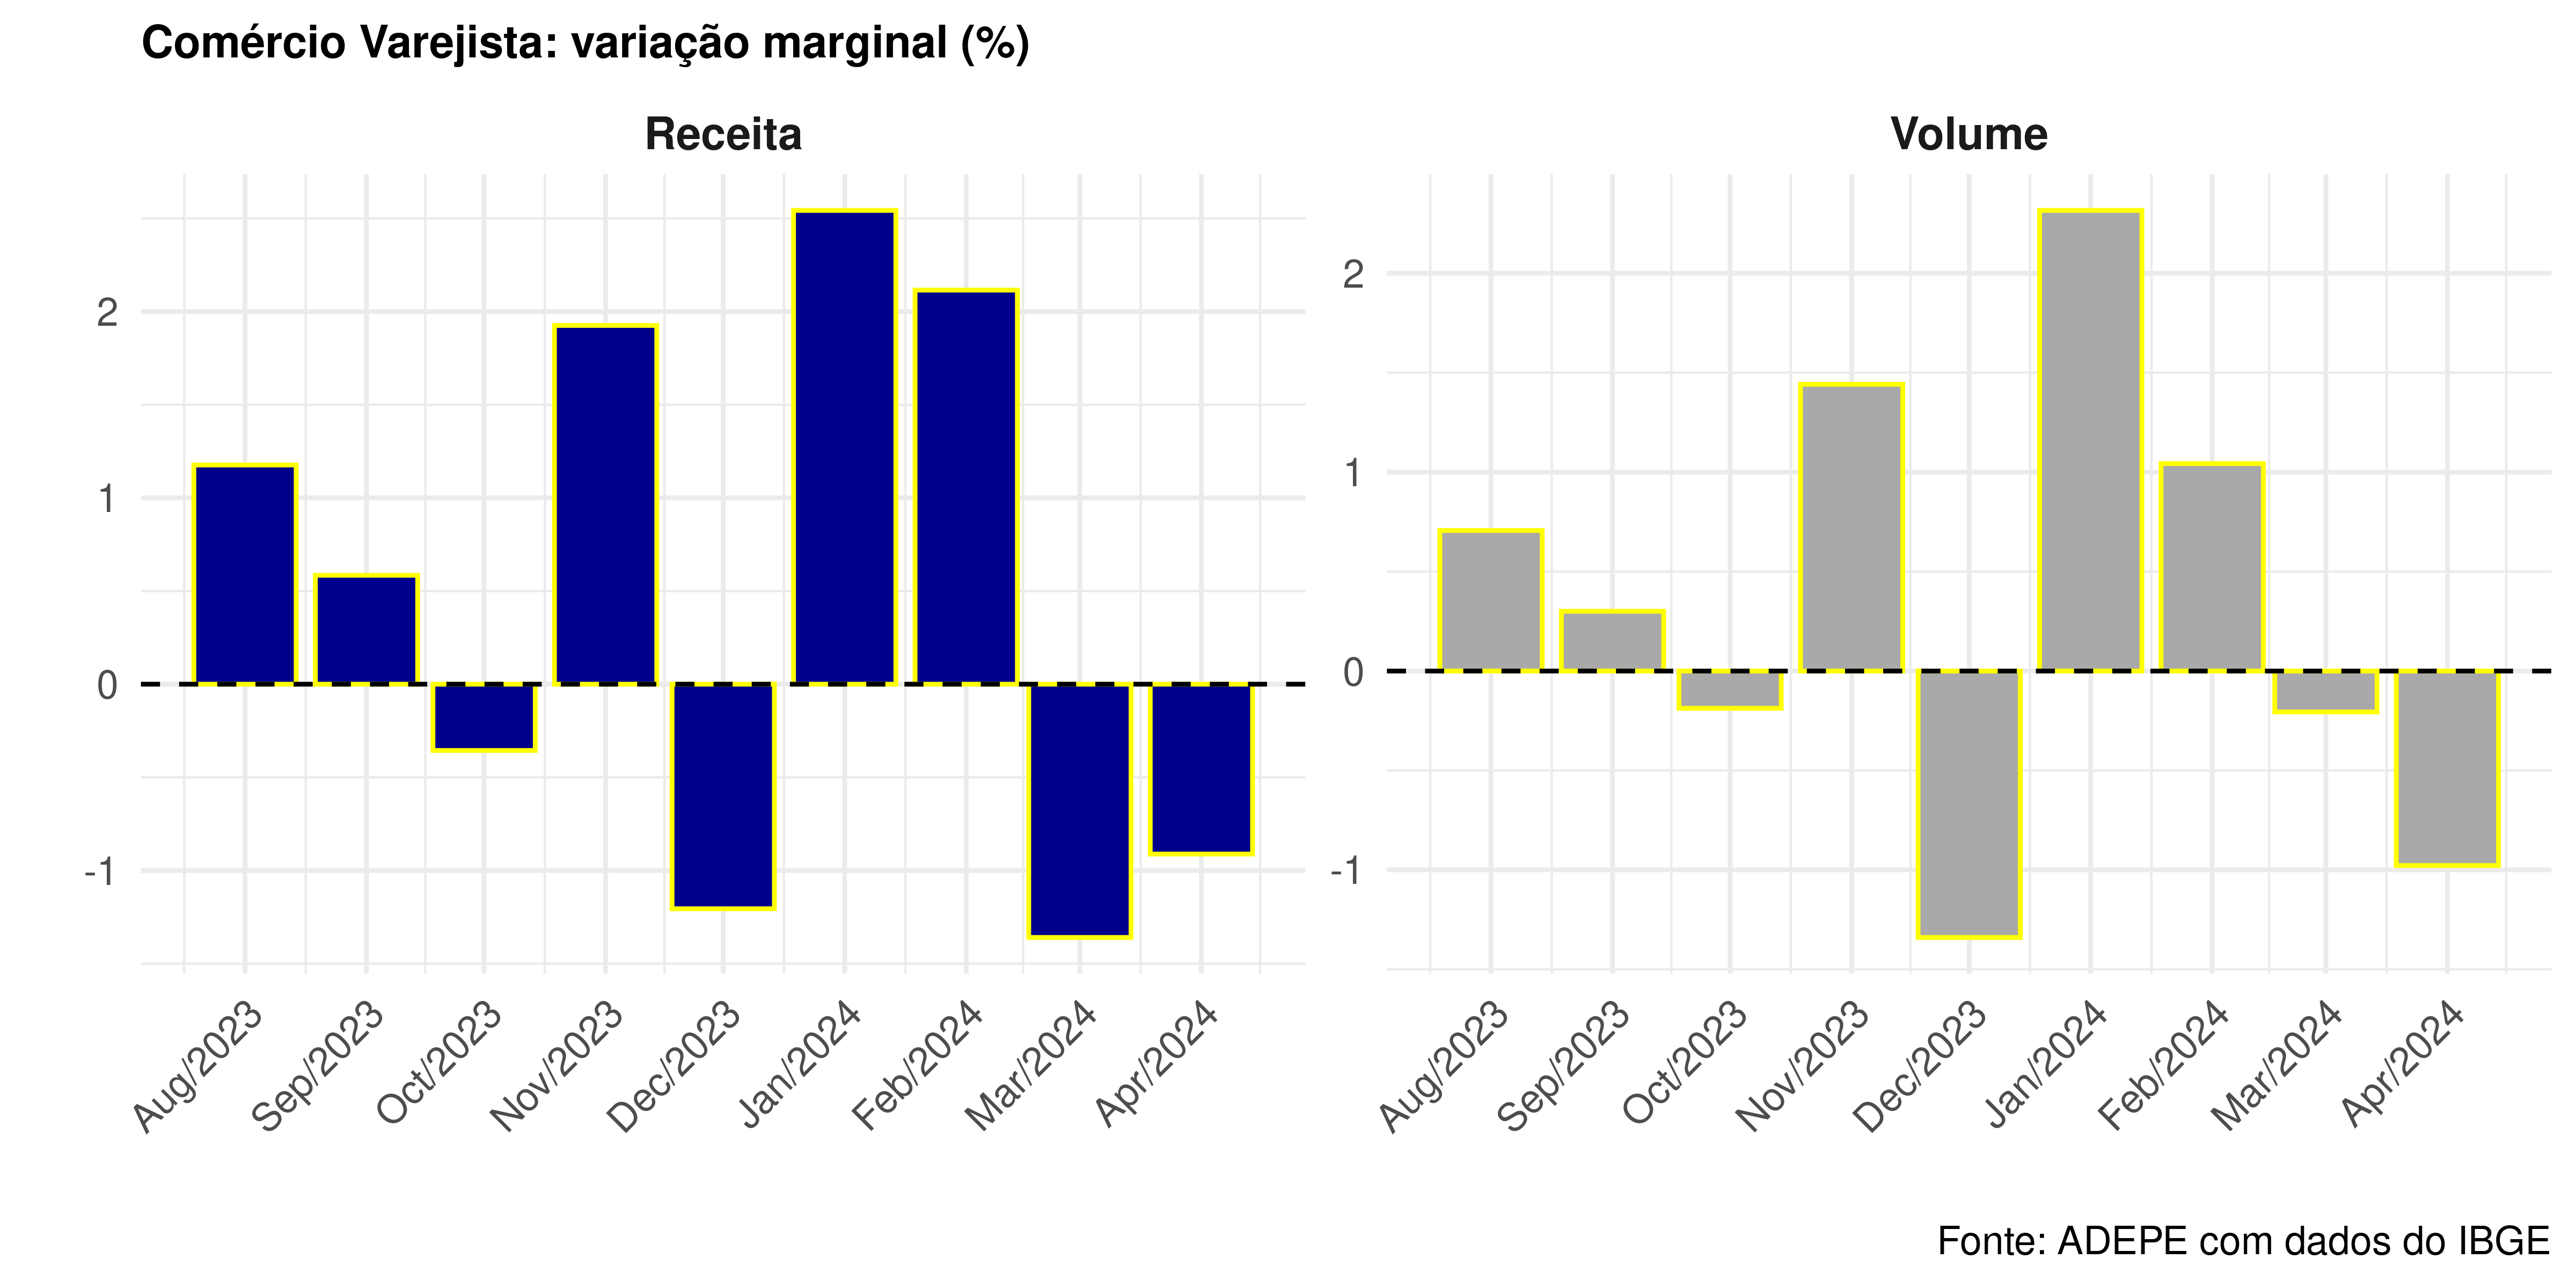 Comércio Varejista: variação marginal (%)
Receita
2
1
0
-1
Aug/2023
Sep/2023
Oct/2023
Nov/2023
Dec/2023
Jan/2024
Feb/2024
Mar/2024
Apr/2024
Volume
2
1
0
-1
Aug/2023
Sep/2023
Oct/2023
Nov/2023
Dec/2023
Jan/2024
Feb/2024
Mar/2024
Apr/2024
Fonte: ADEPE com dados do IBGE